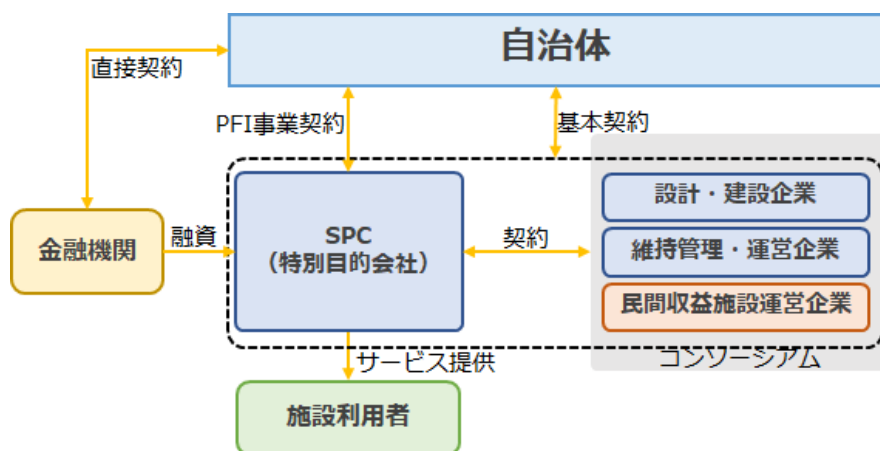 自治体
直接契約
PFI事業契約
基本契約
設計・建設企業
金融機関
融資
SPC
（特別目的会社）
契約
維持管理・運営企業
民間収益施設運営企業
コンソーシアム
サービス提供
施設利用者